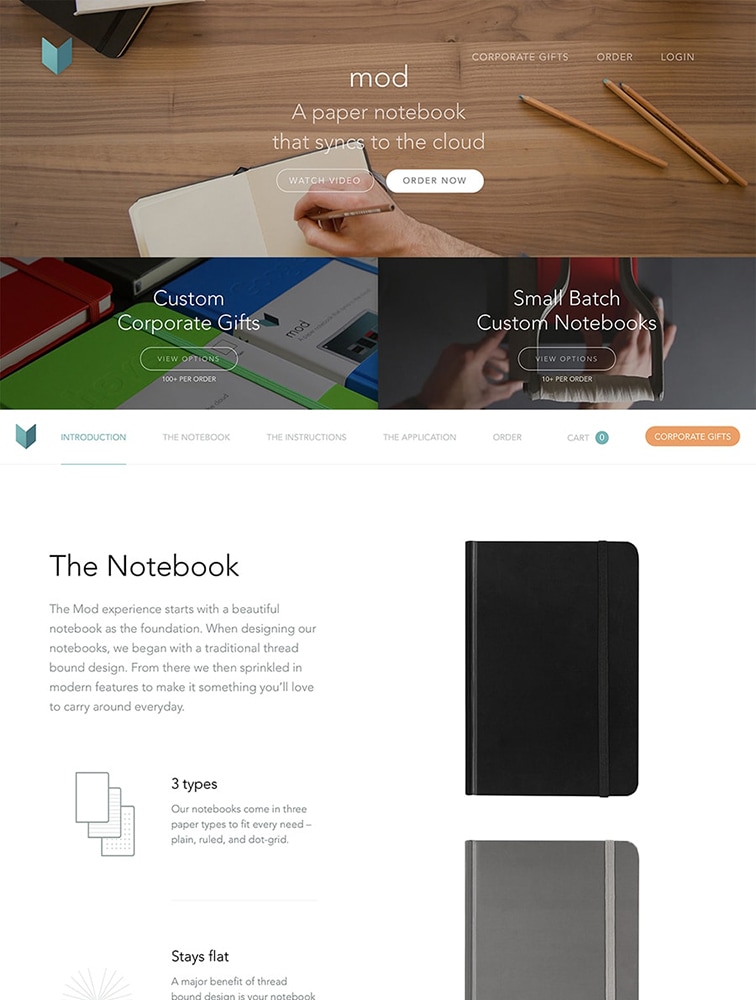 CORPORATE GIFTS ORDER LOGIN
mod
A paper notebook
that syncs to the cloud
WATCH VIDEO ORDER NOW
Custom
Corporate Gifts
VIEW OPTIONS
100+ PER ORDER
mod
Small Batch
Custom Notebooks
VIEW OPTIONS
10+ PER ORDER
INTRODUCTION THE NOTEBOOK THE INSTRUCTIONS THE APPLICATION ORDER CART 0 CORPORATE GIFTS
The Notebook
The Mod experience starts with a beautiful
notebook as the foundation. When designing our
notebooks, we began with a traditional thread
bound design. From there we then sprinkled in
modern features to make it something you’ll love
to carry around everyday.
3 types
Our notebooks come in three
paper types to fit every need –
plain, ruled, and dot-grid.
Stays flat
A major benefit of thread
bound design is your notebook